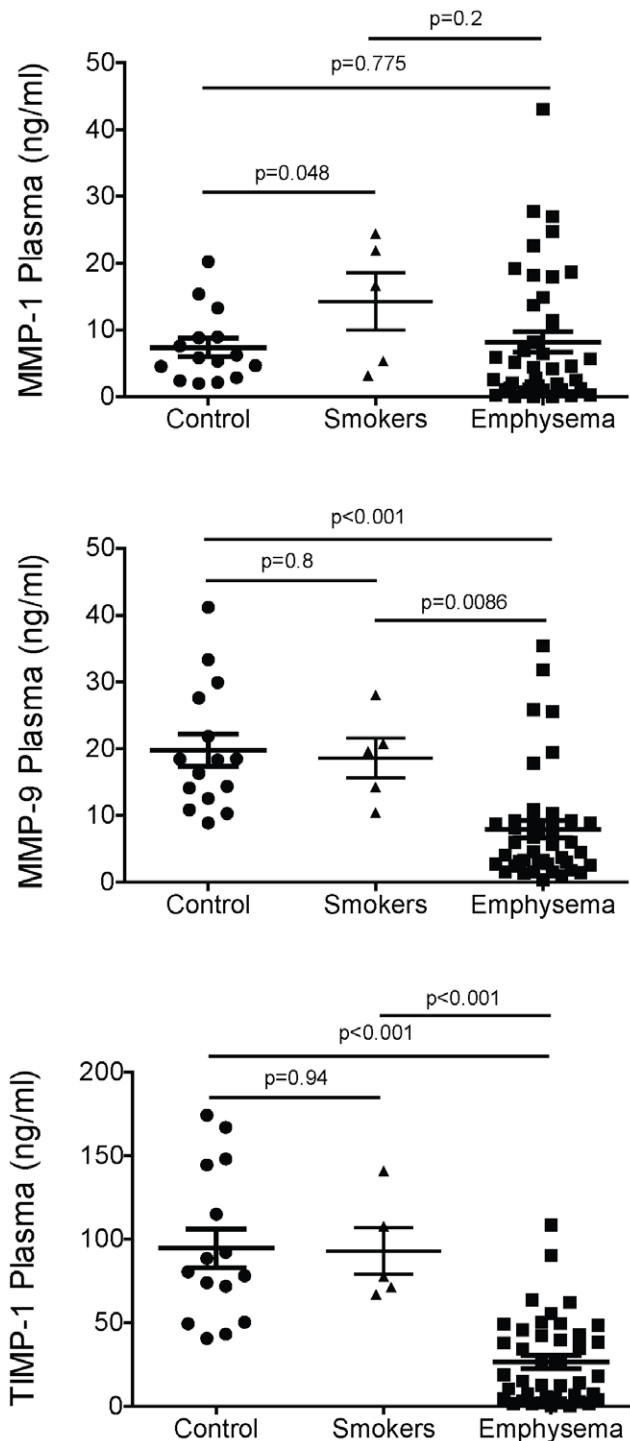 p=0.2
50
p=0.775
40
p=0.048
30
20
10
0
MMP-1 Plasma (ng/ml)
Control Smokers Emphysema
p<0.001
50
p=0.8
40
p=0.0086
30
20
10
0
MMP-9 Plasma (ng/ml)
Control Smokers Emphysema
p<0.001
p<0.001
200
p=0.94
150
100
50
0
TIMP-1 Plasma (ng/ml)
Control Smokers Emphysema